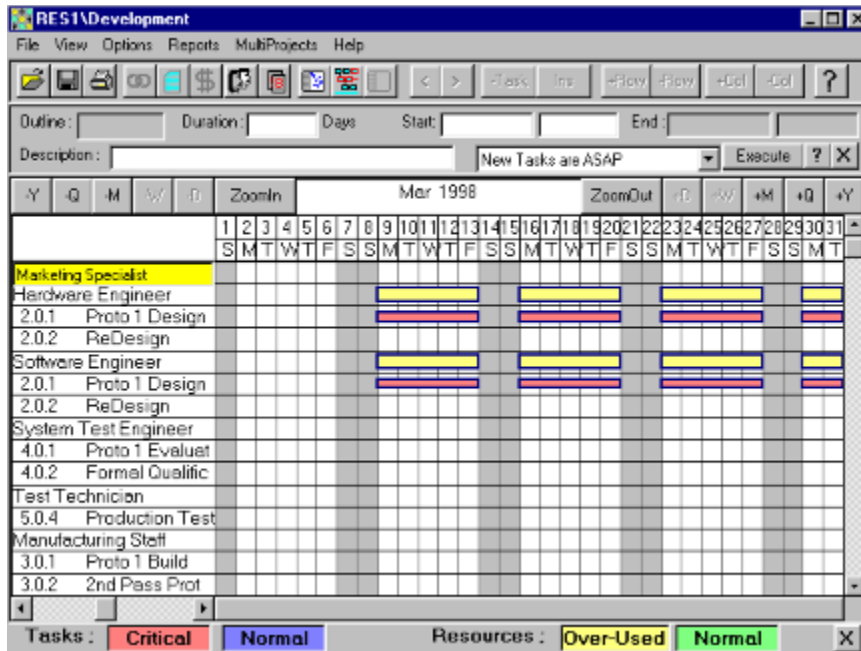 RES1\Development
File View Options Reports MultiProjects Help
< > -Task Ins +Row -Row +Col -Col ?
Outline : Duration : Days Start: End :
Description : New Tasks are ASAP Execute ? X
-Y -Q -M -W -D ZoomIn Mar 1998 ZoomOut +D +W +M +Q +Y
1 2 3 4 5 6 7 8 9 10 11 12 13 14 15 16 17 18 19 20 21 22 23 24 25 26 27 28 29 30 31
S M T W T F S S M T W T F S S M T W T F S S M T W T F S S M T
Marketing Specialist
Hardware Engineer
2.0.1 Proto 1 Design
2.0.2 ReDesign
Software Engineer
2.0.1 Proto 1 Design
2.0.2 ReDesign
System Test Engineer
4.0.1 Proto 1 Evaluat
4.0.2 Formal Qualific
Test Technician
5.0.4 Production Test
Manufacturing Staff
3.0.1 Proto 1 Build
3.0.2 2nd Pass Prot
Tasks : Critical Normal Resources : Over-Used Normal X